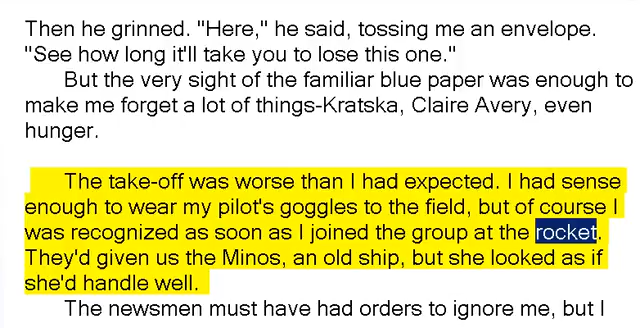 Then he grinned. "Here," he said, tossing me an envelope.
"See how long it'll take you to lose this one."
But the very sight of the familiar blue paper was enough to
make me forget a lot of things-Kratska, Claire Avery, even
hunger.
The take-off was worse than I had expected. I had sense
enough to wear my pilot's goggles to the field, but of course I
was recognized as soon as I joined the group at the rocket.
They'd given us the Minos, an old ship, but she looked as if
she'd handle well.
The newsmen must have had orders to ignore me, but I